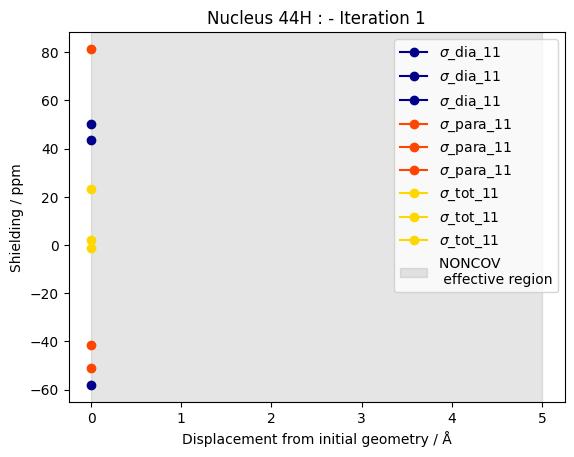 Nucleus 44H : - Iteration 1
Shielding / ppm
80
60
40
20
0
−20
−40
−60
σ_dia_11
σ_dia_11
σ_dia_11
σ_para_11
σ_para_11
σ_para_11
σ_tot_11
σ_tot_11
σ_tot_11
NONCOV
effective region
0 1 2 3 4 5
Displacement from initial geometry / Å